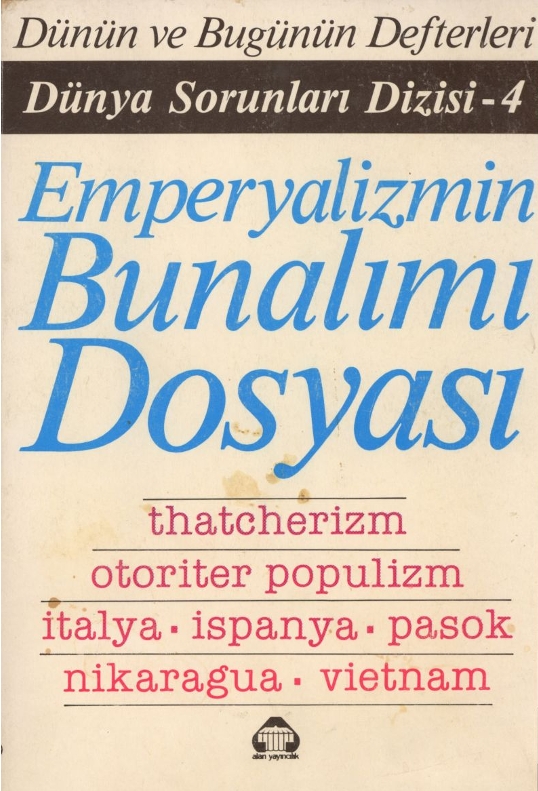 Dünün ve Bugünün Defterleri
Dünya Sorunları Dizisi-4
Emperyalizmin
Bunalımı
Dosyası
thatcherizm
otoriter populizm
italya · ispanya · pasok
nikaragua · vietnam
alan yayıncılık